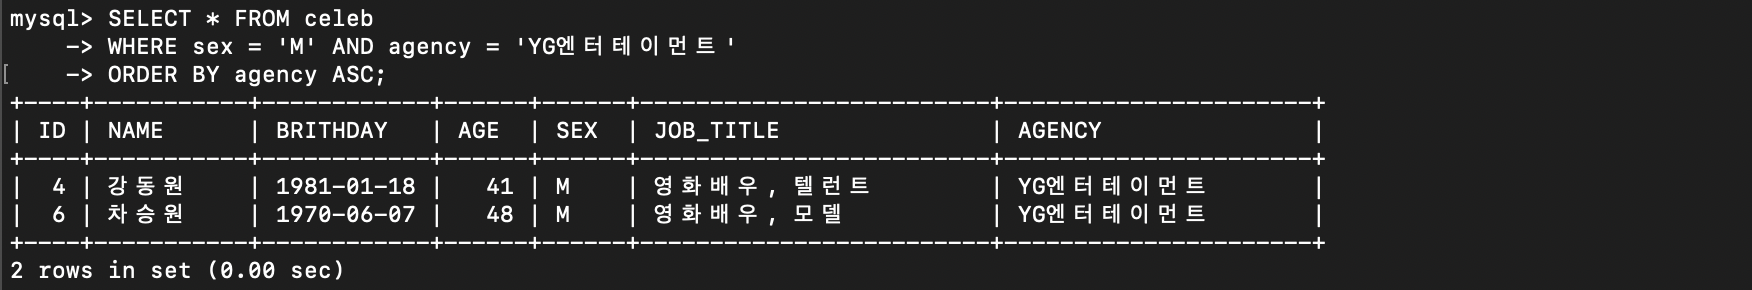 mysql> SELECT * FROM celeb
    -> WHERE sex = 'M' AND agency = 'YG엔터테이먼트'
[    -> ORDER BY agency ASC;
+----+-----------+------------+------+------+-------------------------+----------------------+
| ID | NAME      | BRITHDAY   | AGE  | SEX  | JOB_TITLE               | AGENCY               |
+----+-----------+------------+------+------+-------------------------+----------------------+
|  4 | 강동원    | 1981-01-18 |   41 | M    | 영화배우, 텔런트        | YG엔터테이먼트       |
|  6 | 차승원    | 1970-06-07 |   48 | M    | 영화배우, 모델          | YG엔터테이먼트       |
+----+-----------+------------+------+------+-------------------------+----------------------+
2 rows in set (0.00 sec)